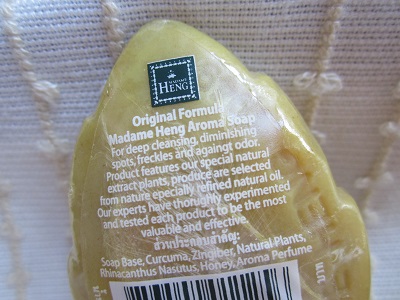 MADAME
HENG
Original Formula
Madame Heng Aroma Soap
For deep cleansing, diminishing
spots, freckles and againgt odor.
Product features our special natural
extract plants, produce are selected
from nature epecially refined natural oil.
Our experts have thoroughly experimented
and tested each product to be the most
valuable and effective.
ส่วนประกอบสำคัญ:
Soap Base, Curcuma, Zingiber, Natural Plants,
Rhinacanthus Nasutus, Honey, Aroma Perfume